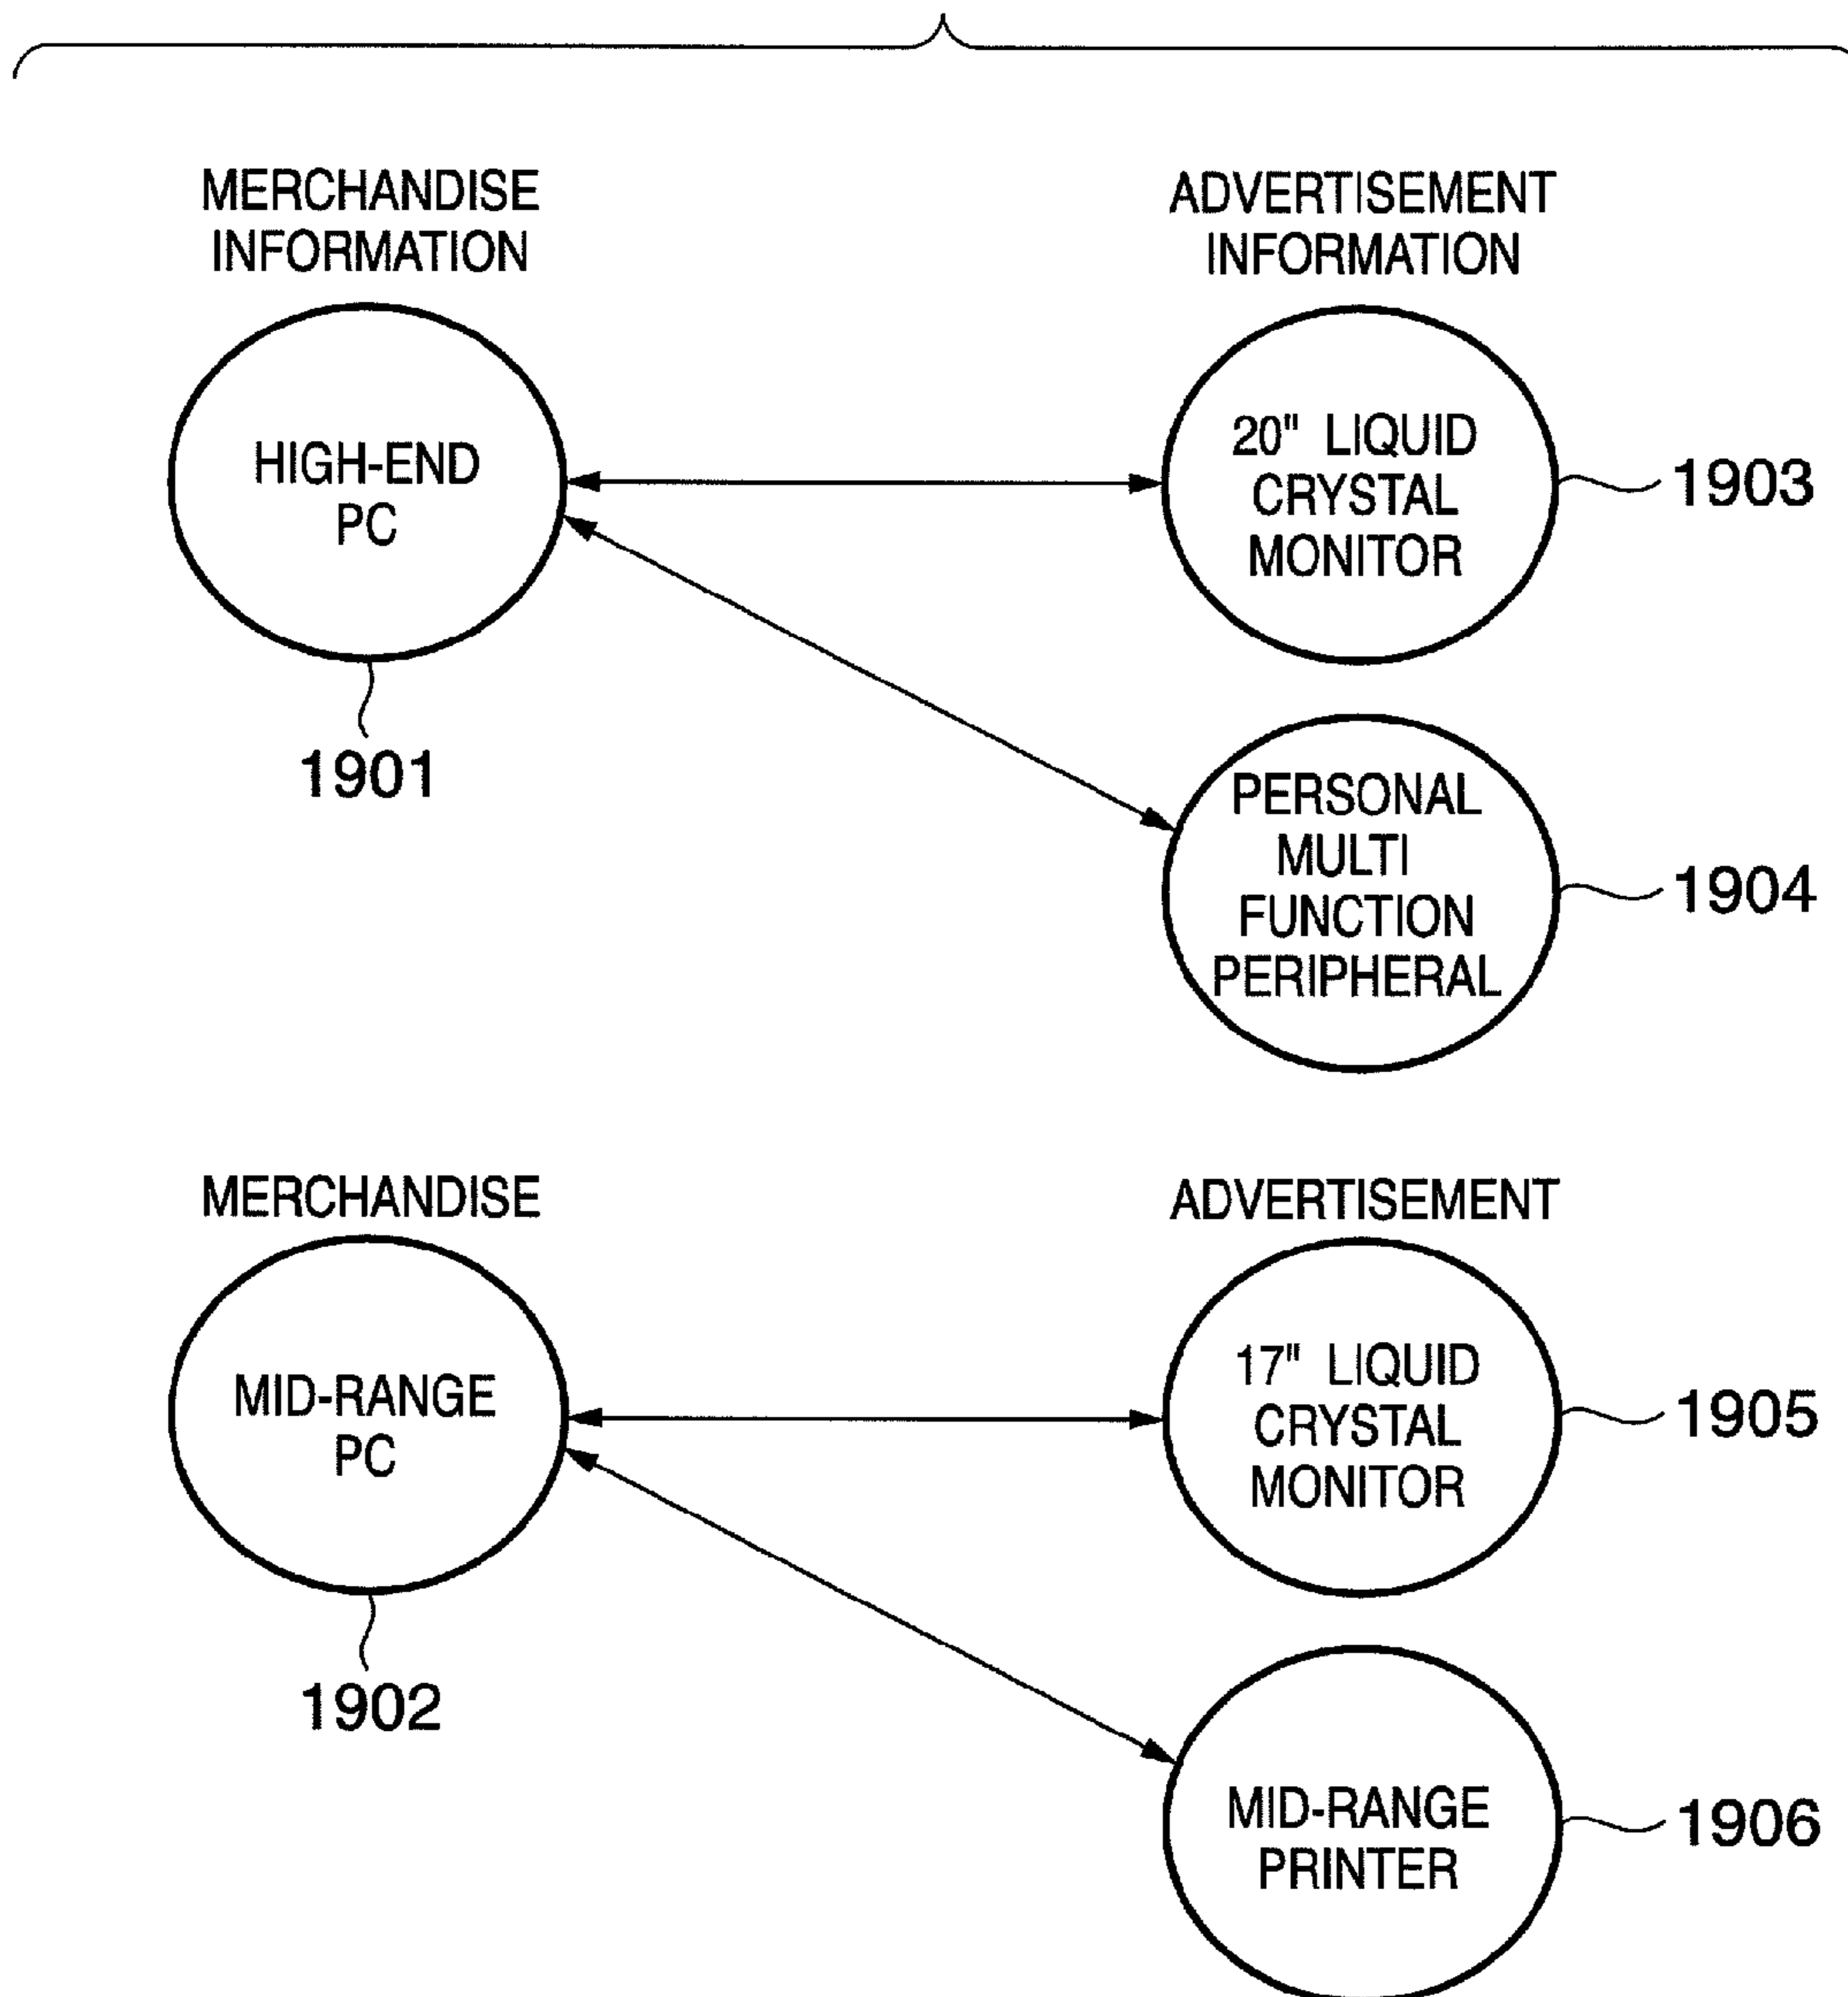 MERCHANDISE
INFORMATION
ADVERTISEMENT
INFORMATION
HIGH-END
PC
1901
20" LIQUID
CRYSTAL
MONITOR
1903
PERSONAL
MULTI
FUNCTION
PERIPHERAL
1904
MERCHANDISE
ADVERTISEMENT
MID-RANGE
PC
1902
17" LIQUID
CRYSTAL
MONITOR
1905
MID-RANGE
PRINTER
1906